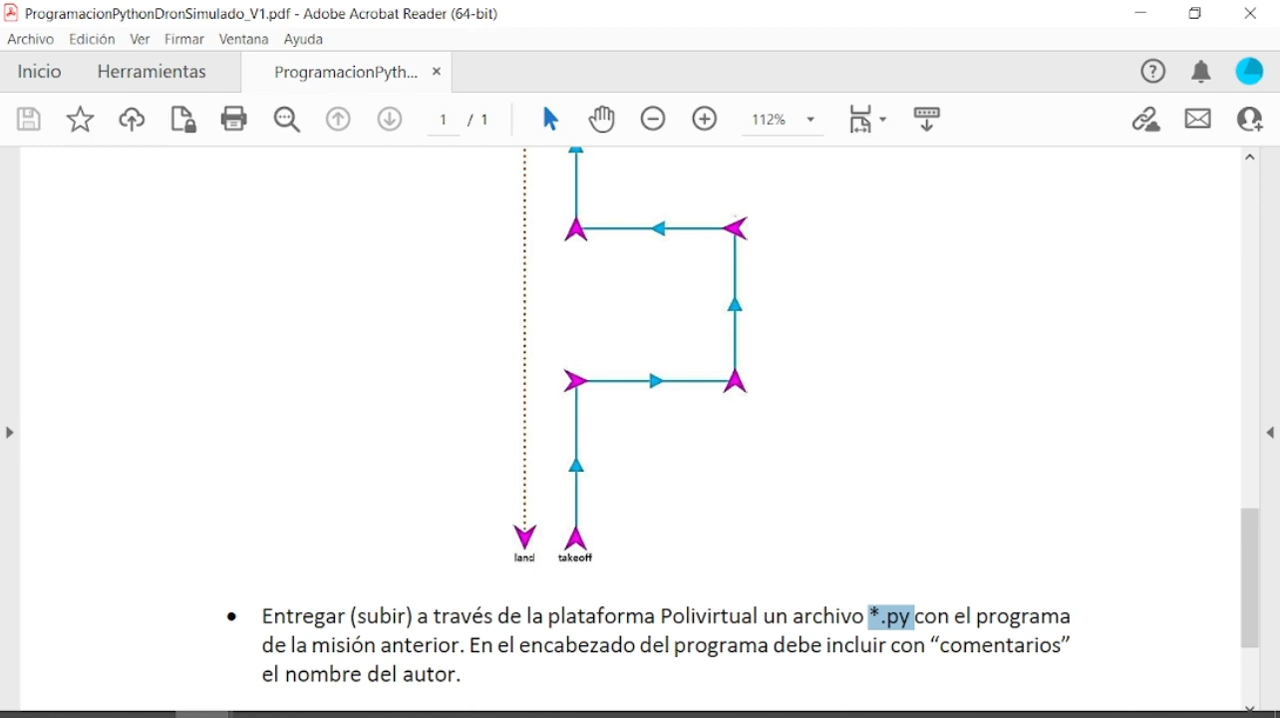 ProgramacionPythonDronSimulado_V1.pdf - Adobe Acrobat Reader (64-bit)
Archivo Edición Ver Firmar Ventana Ayuda
Inicio Herramientas ProgramacionPyth... ×
1 / 1 112%
land takeoff
• Entregar (subir) a través de la plataforma Polivirtual un archivo *.py con el programa
de la misión anterior. En el encabezado del programa debe incluir con “comentarios”
el nombre del autor.